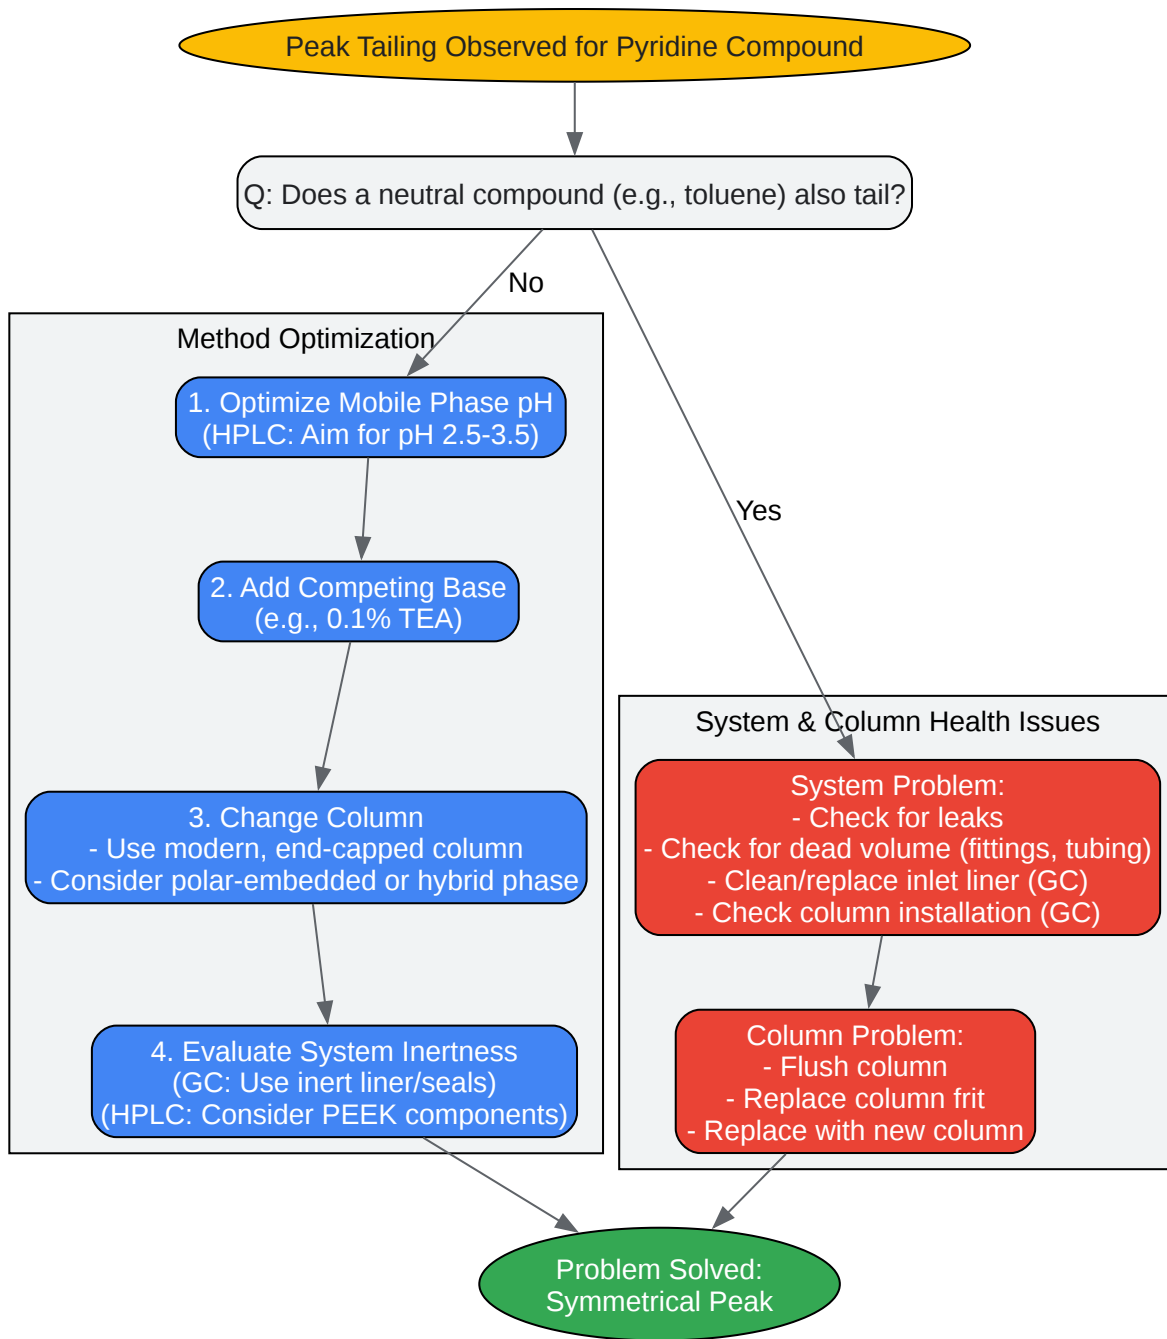 Peak Tailing Observed for Pyridine Compound
Q: Does a neutral compound (e.g., toluene) also tail?
No
Method Optimization
1. Optimize Mobile Phase pH
(HPLC: Aim for pH 2.5-3.5)
Yes
2. Add Competing Base
(e.g., 0.1% TEA)
3. Change Column
- Use modern, end-capped column
- Consider polar-embedded or hybrid phase
4. Evaluate System Inertness
(GC: Use inert liner/seals)
(HPLC: Consider PEEK components)
System & Column Health Issues
System Problem:
- Check for leaks
- Check for dead volume (fittings, tubing)
- Clean/replace inlet liner (GC)
- Check column installation (GC)
Column Problem:
- Flush column
- Replace column frit
- Replace with new column
Problem Solved:
Symmetrical Peak